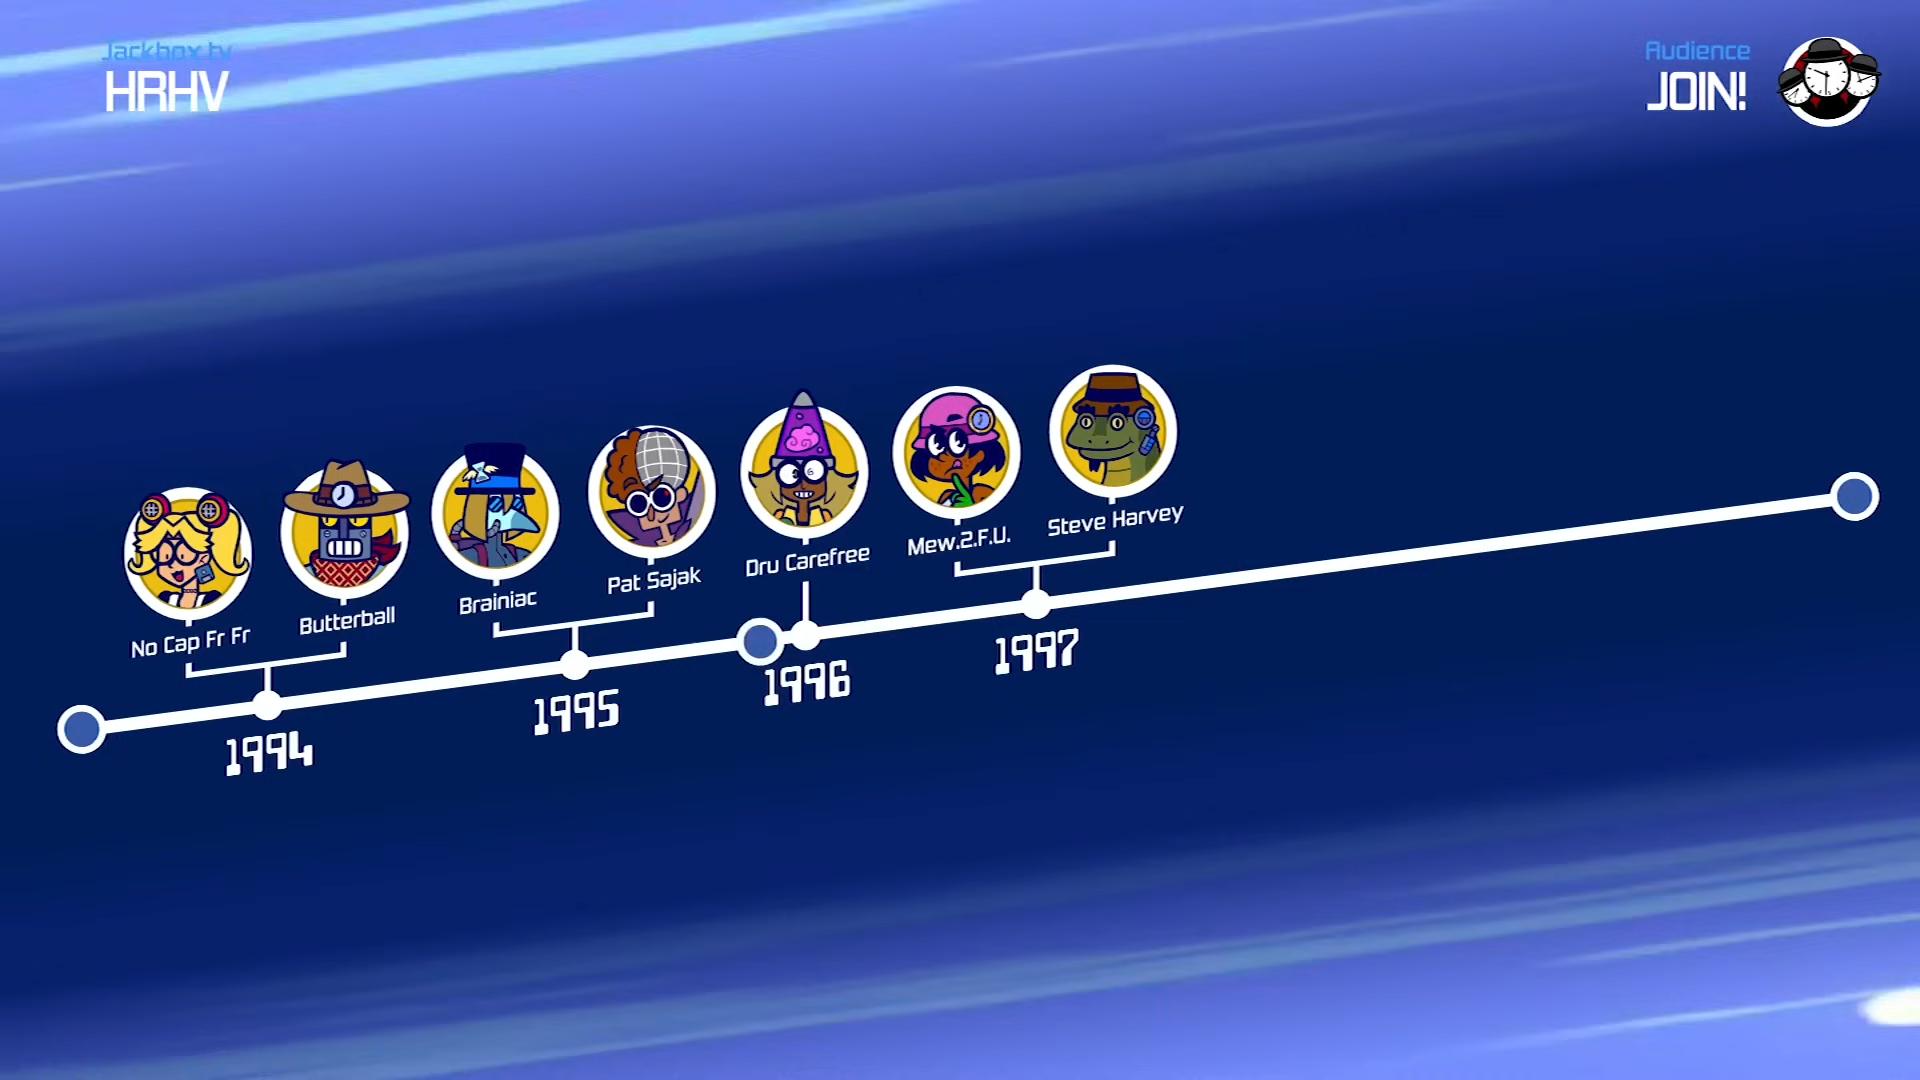 Jackbox.tv
HRHV
Audience
JOIN!
No Cap Fr Fr
Butterball
Brainiac
Pat Sajak
Dru Carefree
Mew.2.F.U.
Steve Harvey
1994
1995
1996
1997